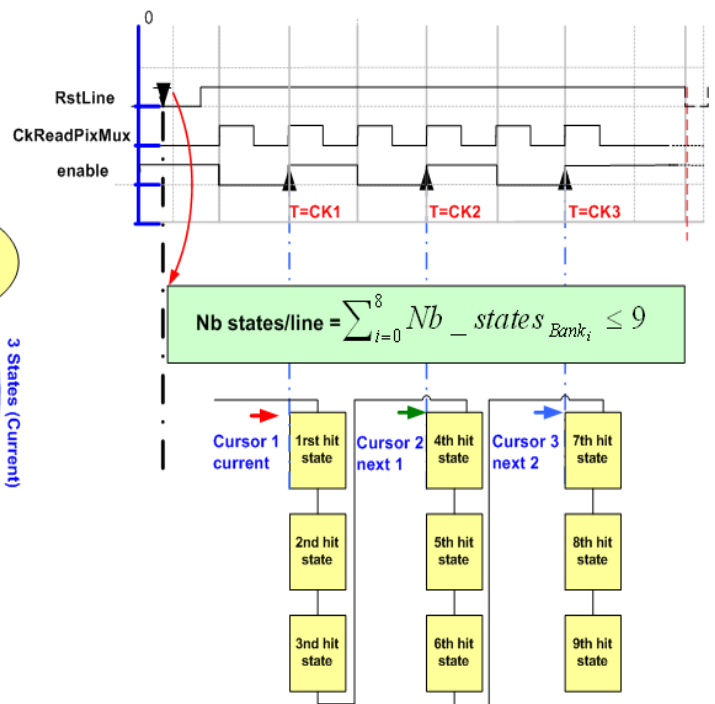 0
RstLine
CkReadPixMux
enable
T=CK1
T=CK2
T=CK3
Nb states/line = ∑_{i=0}^{8} Nb _ states_{Bank_i} ≤ 9
3 States (Current)
Cursor 1
current
1rst hit
state
Cursor 2
next 1
4th hit
state
Cursor 3
next 2
7th hit
state
2nd hit
state
5th hit
state
8th hit
state
3nd hit
state
6th hit
state
9th hit
state